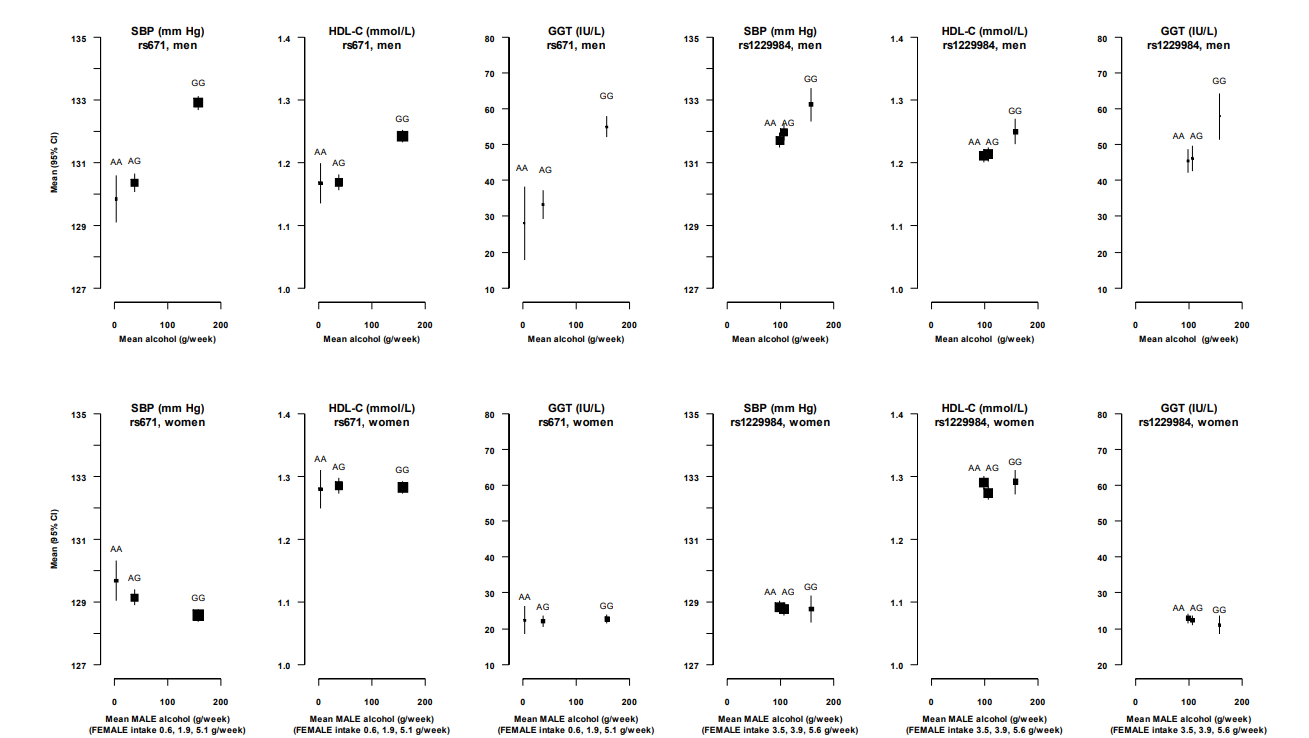 SBP (mm Hg)
rs671, men
135
133
131
129
127
Mean (95% CI)
AA
AG
GG
0
100
200
Mean alcohol (g/week)
HDL-C (mmol/L)
rs671, men
1.4
1.3
1.2
1.1
1.0
AA
AG
GG
0
100
200
Mean alcohol (g/week)
GGT (IU/L)
rs671, men
80
70
60
50
40
30
20
10
AA
AG
GG
0
100
200
Mean alcohol (g/week)
SBP (mm Hg)
rs1229984, men
135
133
131
129
127
AA
AG
GG
0
100
200
Mean alcohol (g/week)
HDL-C (mmol/L)
rs1229984, men
1.4
1.3
1.2
1.1
1.0
AA
AG
GG
0
100
200
Mean alcohol (g/week)
GGT (IU/L)
rs1229984, men
80
70
60
50
40
30
20
10
AA
AG
GG
0
100
200
Mean alcohol (g/week)
SBP (mm Hg)
rs671, women
135
133
131
129
127
Mean (95% CI)
AA
AG
GG
0
100
200
Mean MALE alcohol (g/week)
(FEMALE intake 0.6, 1.9, 5.1 g/week)
HDL-C (mmol/L)
rs671, women
1.4
1.3
1.2
1.1
1.0
AA
AG
GG
0
100
200
Mean MALE alcohol (g/week)
(FEMALE intake 0.6, 1.9, 5.1 g/week)
GGT (IU/L)
rs671, women
80
70
60
50
40
30
20
10
AA
AG
GG
0
100
200
Mean MALE alcohol (g/week)
(FEMALE intake 0.6, 1.9, 5.1 g/week)
SBP (mm Hg)
rs1229984, women
135
133
131
129
127
AA
AG
GG
0
100
200
Mean MALE alcohol (g/week)
(FEMALE intake 3.5, 3.9, 5.6 g/week)
HDL-C (mmol/L)
rs1229984, women
1.4
1.3
1.2
1.1
1.0
AA
AG
GG
0
100
200
Mean MALE alcohol (g/week)
(FEMALE intake 3.5, 3.9, 5.6 g/week)
GGT (IU/L)
rs1229984, women
80
70
60
50
40
30
10
20
AA
AG
GG
0
100
200
Mean MALE alcohol (g/week)
(FEMALE intake 3.5, 3.9, 5.6 g/week)